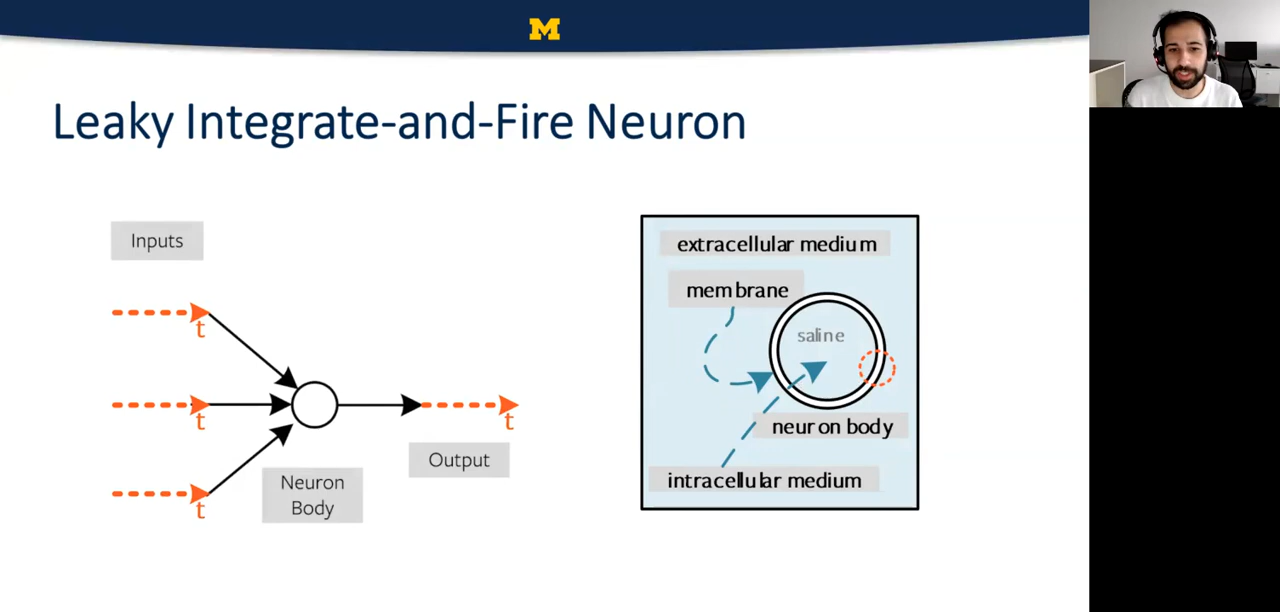 M
Leaky Integrate-and-Fire Neuron
Inputs
t
t
t
Neuron
Body
Output
t
extracellular medium
membrane
saline
neuron body
intracellular medium